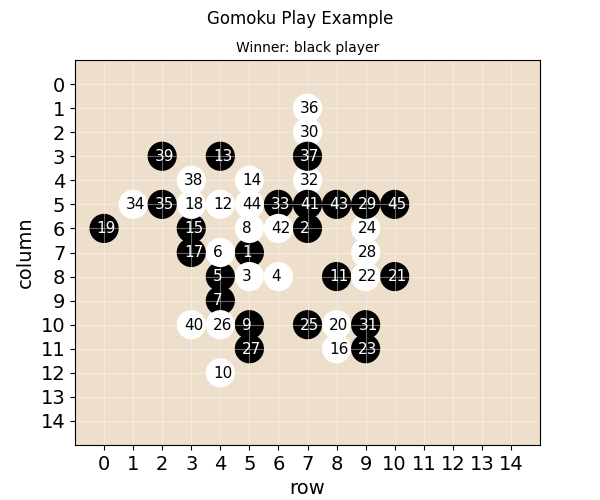 Gomoku Play Example
Winner: black player
0
1 36
2 30
3 39 13 37
4 38 14 32
5 34 35 18 12 44 33 41 43 29 45
6 19 15 8 42 2 24
7 17 6 1 28
8 5 3 4 11 22 21
9 7
10 40 26 9 25 20 31
11 27 16 23
12 10
13
14
column
0 1 2 3 4 5 6 7 8 9 10 11 12 13 14
row